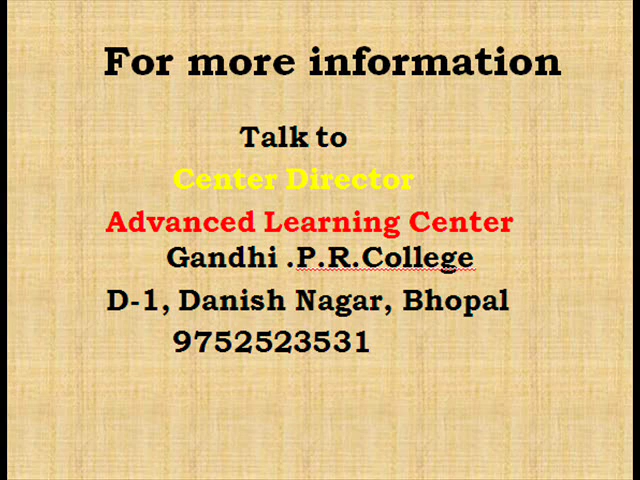 For more information
Talk to
Center Director
Advanced Learning Center
Gandhi .P.R.College
D-1, Danish Nagar, Bhopal
9752523531